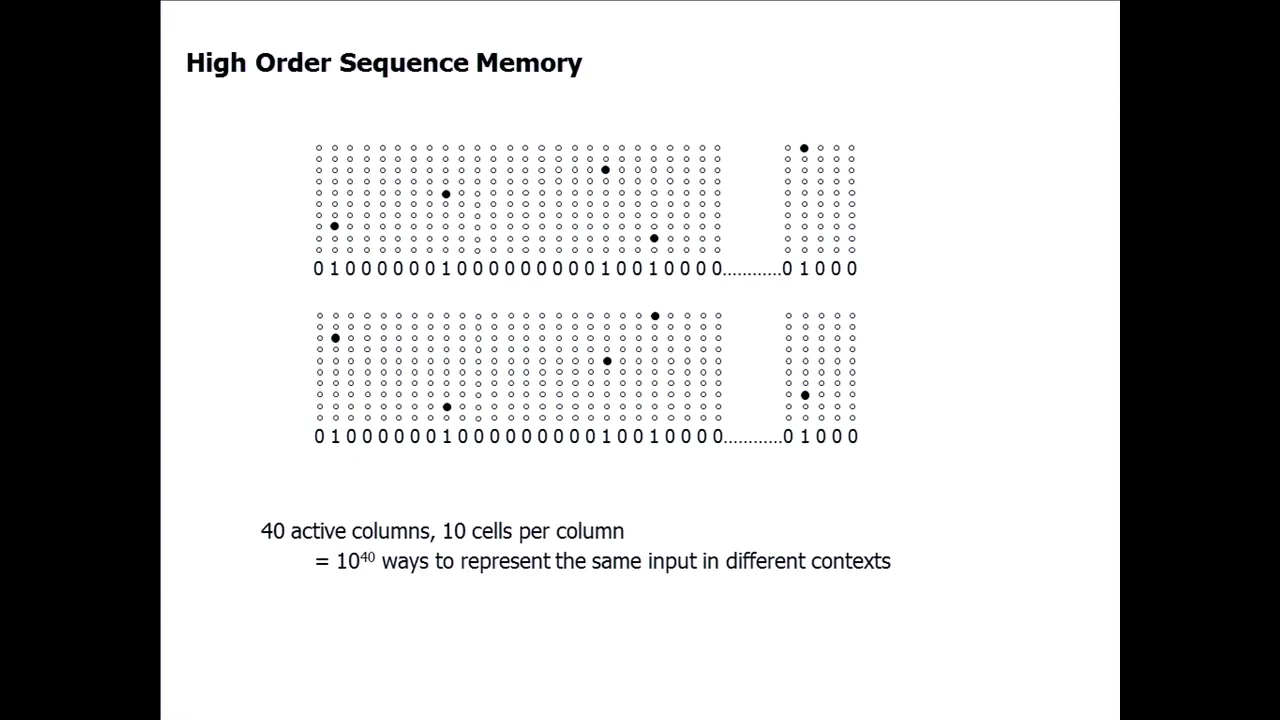 High Order Sequence Memory
0 1 0 0 0 0 0 0 1 0 0 0 0 0 0 0 0 0 1 0 0 1 0 0 0 0............0 1 0 0 0
0 1 0 0 0 0 0 0 1 0 0 0 0 0 0 0 0 0 1 0 0 1 0 0 0 0............0 1 0 0 0
40 active columns, 10 cells per column
= 10⁴⁰ ways to represent the same input in different contexts